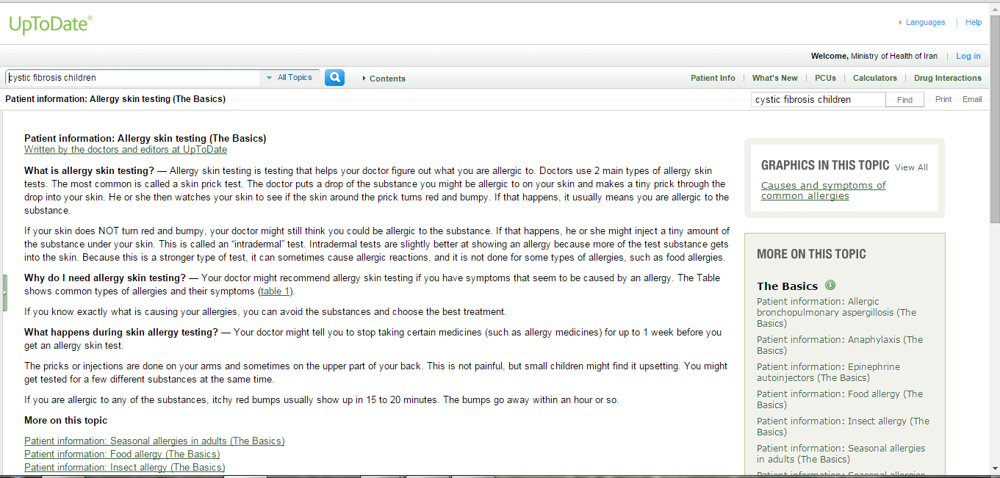 UpToDate®
Languages | Help
Welcome, Ministry of Health of Iran | Log in
cystic fibrosis children
All Topics
Contents
Patient Info | What's New | PCUs | Calculators | Drug Interactions
Patient information: Allergy skin testing (The Basics)
cystic fibrosis children
Find
Print
Email
Patient information: Allergy skin testing (The Basics)
Written by the doctors and editors at UpToDate
What is allergy skin testing? — Allergy skin testing is testing that helps your doctor figure out what you are allergic to. Doctors use 2 main types of allergy skin
tests. The most common is called a skin prick test. The doctor puts a drop of the substance you might be allergic to on your skin and makes a tiny prick through the
drop into your skin. He or she then watches your skin to see if the skin around the prick turns red and bumpy. If that happens, it usually means you are allergic to the
substance.
If your skin does NOT turn red and bumpy, your doctor might still think you could be allergic to the substance. If that happens, he or she might inject a tiny amount of
the substance under your skin. This is called an “intradermal” test. Intradermal tests are slightly better at showing an allergy because more of the test substance gets
into the skin. Because this is a stronger type of test, it can sometimes cause allergic reactions, and it is not done for some types of allergies, such as food allergies.
Why do I need allergy skin testing? — Your doctor might recommend allergy skin testing if you have symptoms that seem to be caused by an allergy. The Table
shows common types of allergies and their symptoms (table 1).
If you know exactly what is causing your allergies, you can avoid the substances and choose the best treatment.
What happens during skin allergy testing? — Your doctor might tell you to stop taking certain medicines (such as allergy medicines) for up to 1 week before you
get an allergy skin test.
The pricks or injections are done on your arms and sometimes on the upper part of your back. This is not painful, but small children might find it upsetting. You might
get tested for a few different substances at the same time.
If you are allergic to any of the substances, itchy red bumps usually show up in 15 to 20 minutes. The bumps go away within an hour or so.
More on this topic
Patient information: Seasonal allergies in adults (The Basics)
Patient information: Food allergy (The Basics)
Patient information: Insect allergy (The Basics)
GRAPHICS IN THIS TOPIC View All
Causes and symptoms of
common allergies
MORE ON THIS TOPIC
The Basics
Patient information: Allergic
bronchopulmonary aspergillosis (The
Basics)
Patient information: Anaphylaxis (The
Basics)
Patient information: Epinephrine
autoinjectors (The Basics)
Patient information: Food allergy (The
Basics)
Patient information: Insect allergy (The
Basics)
Patient information: Seasonal allergies
in adults (The Basics)
Patient information: Seasonal allergies